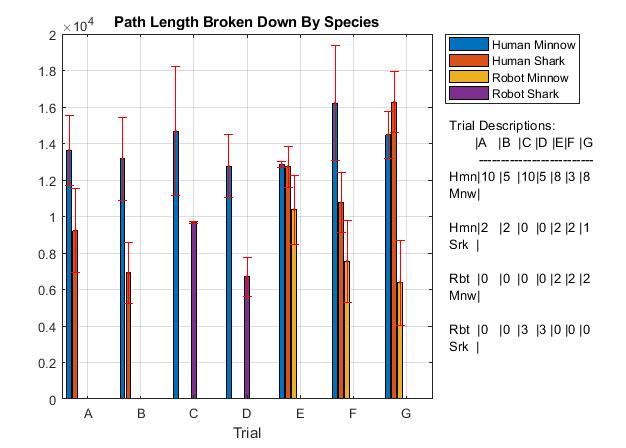 Path Length Broken Down By Species
×10⁴
2
1.8
1.6
1.4
1.2
1
0.8
0.6
0.4
0.2
0
A B C D E F G
Trial
Human Minnow
Human Shark
Robot Minnow
Robot Shark
Trial Descriptions:
|A |B |C |D |E|F |G
--------------------------
Hmn|10 |5 |10|5 |8 |3 |8
Mnw|
Hmn|2 |2 |0 |0 |2 |2 |1
Srk |
Rbt |0 |0 |0 |0 |2 |2 |2
Mnw|
Rbt |0 |0 |3 |3 |0 |0 |0
Srk |